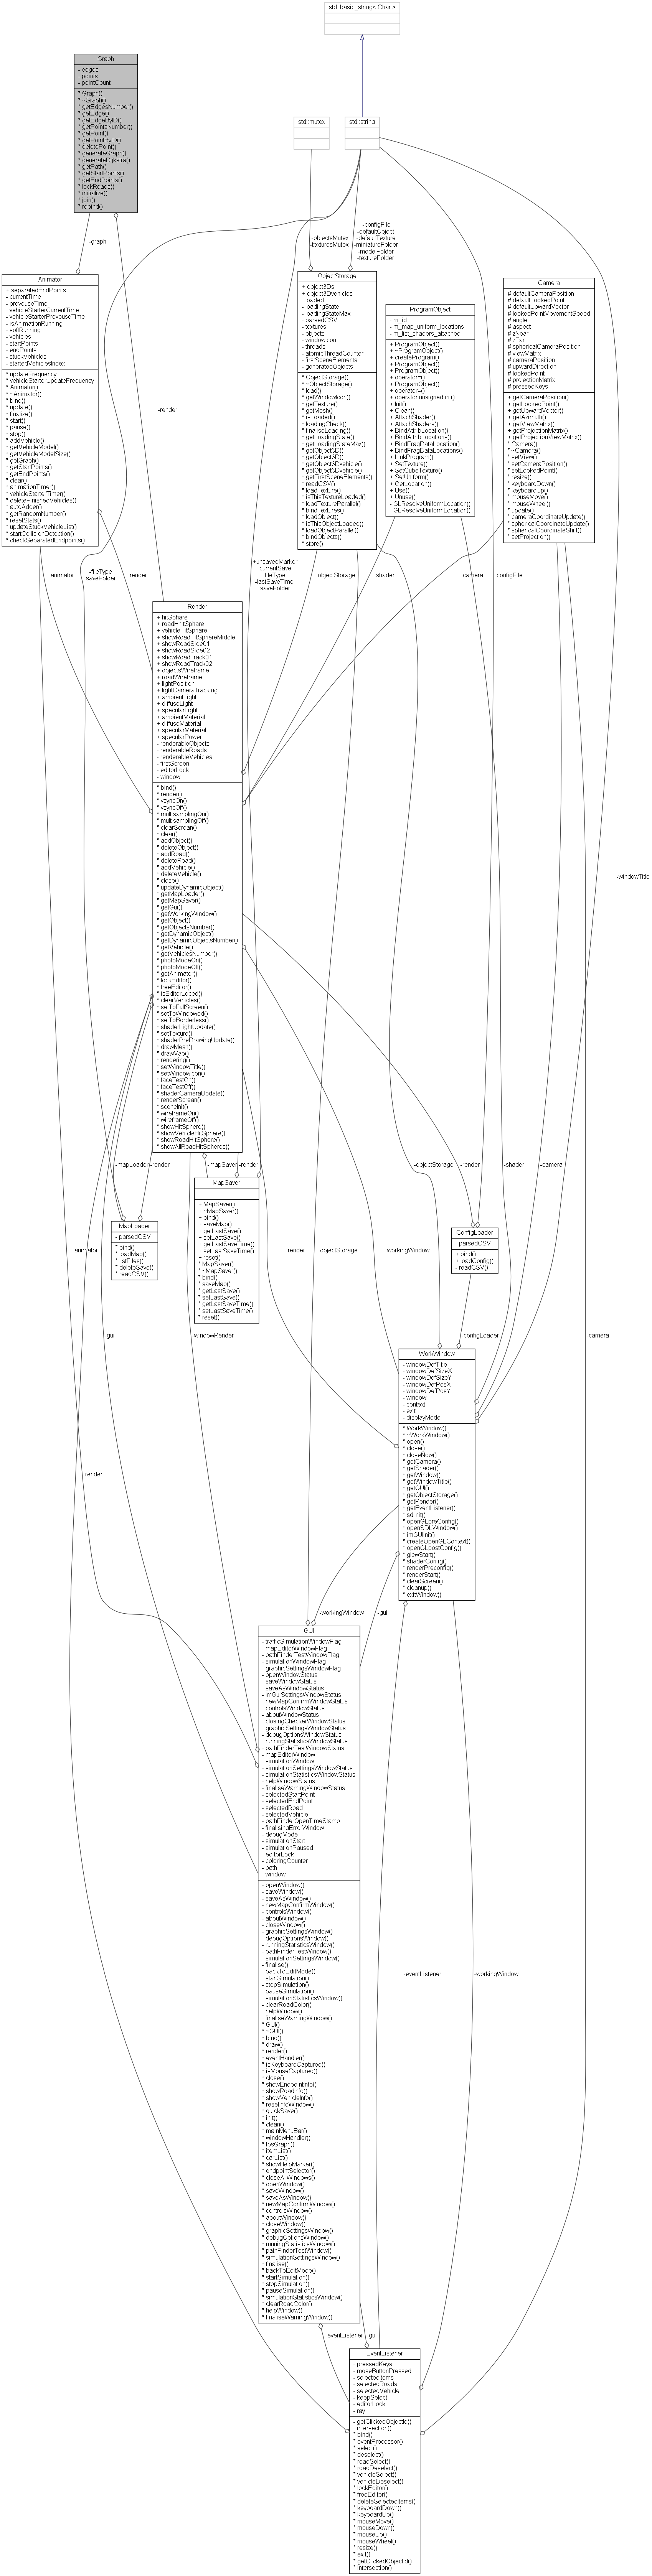 std::basic_string< Char >
Graph
- edges
- points
- pointCount
* Graph()
* ~Graph()
* getEdgesNumber()
* getEdge()
* getEdgeByID()
* getPointsNumber()
* getPoint()
* getPointByID()
* deletePoint()
* generateGraph()
* generateDijkstra()
* getPath()
* getStartPoints()
* getEndPoints()
* lockRoads()
* initialize()
* join()
* rebind()
std::mutex
std::string
-graph
-objectsMutex
-texturesMutex
-configFile
-defaultObject
-defaultTexture
-miniatureFolder
-modelFolder
-textureFolder
Animator
+ separatedEndPoints
- currentTime
- prevouseTime
- vehicleStarterCurrentTime
- vehicleStarterPrevouseTime
- isAnimationRunning
- softRunning
- vehicles
- startPoints
- endPoints
- stuckVehicles
- startedVehiclesIndex
* updateFrequency
* vehicleStarterUpdateFrequency
* Animator()
* ~Animator()
* bind()
* update()
* finalize()
* start()
* pause()
* stop()
* addVehicle()
* getVehicleModel()
* getVehicleModelSize()
* getGraph()
* getStartPoints()
* getEndPoints()
* clear()
* animationTimer()
* vehicleStarterTimer()
* deleteFinishedVehicles()
* autoAdder()
* getRandomNumber()
* resetStats()
* updateStuckVehicleList()
* startCollisionDetection()
* checkSeparatedEndpoints()
ObjectStorage
+ object3Ds
+ object3Dvehicles
- loaded
- loadingState
- loadingStateMax
- parsedCSV
- textures
- objects
- windowIcon
- threads
- atomicThreadCounter
- firstSceneElements
- generatedObjects
* ObjectStorage()
* ~ObjectStorage()
* load()
* getWindowIcon()
* getTexture()
* getMesh()
* isLoaded()
* loadingCheck()
* finaliseLoading()
* getLoadingState()
* getLoadingStateMax()
* getObject3D()
* getObject3D()
* getObject3Dvehicle()
* getObject3Dvehicle()
* getFirstSceneElements()
* readCSV()
* loadTexture()
* isThisTextureLoaded()
* loadTextureParallel()
* bindTextures()
* loadObject()
* isThisObjectLoaded()
* loadObjectParallel()
* bindObjects()
* store()
ProgramObject
- m_id
- m_map_uniform_locations
- m_list_shaders_attached
+ ProgramObject()
+ ~ProgramObject()
+ createProgram()
+ ProgramObject()
+ ProgramObject()
+ operator=()
+ ProgramObject()
+ operator=()
+ operator unsigned int()
+ Init()
+ Clean()
+ AttachShader()
+ AttachShaders()
+ BindAttribLocation()
+ BindAttribLocations()
+ BindFragDataLocation()
+ BindFragDataLocations()
+ LinkProgram()
+ SetTexture()
+ SetCubeTexture()
+ SetUniform()
+ GetLocation()
+ Use()
+ Unuse()
- GLResolveUniformLocation()
- GLResolveUniformLocation()
Camera
# defaultCameraPosition
# defaultLookedPoint
# defaultUpwardVector
# lookedPointMovementSpeed
# angle
# aspect
# zNear
# zFar
# sphericalCameraPosition
# viewMatrix
# cameraPosition
# upwardDirection
# lookedPoint
# projectionMatrix
# pressedKeys
+ getCameraPosition()
+ getLookedPoint()
+ getUpwardVector()
+ getAzimuth()
+ getViewMatrix()
+ getProjectionMatrix()
+ getProjectionViewMatrix()
* Camera()
* ~Camera()
* setView()
* setCameraPosition()
* setLookedPoint()
* resize()
* keyboardDown()
* keyboardUp()
* mouseMove()
* mouseWheel()
* update()
* cameraCoordinateUpdate()
* sphericalCoordinateUpdate()
* sphericalCoordinateShift()
* setProjection()
-render
-animator
-fileType
-saveFolder
-render
+unsavedMarker
-currentSave
-fileType
-lastSaveTime
-saveFolder
-objectStorage
-shader
-camera
-configFile
-windowTitle
Render
+ hitSphare
+ roadHhitSphare
+ vehicleHitSphare
+ showRoadHitSphereMiddle
+ showRoadSide01
+ showRoadSide02
+ showRoadTrack01
+ showRoadTrack02
+ objectsWireframe
+ roadWireframe
+ lightPosition
+ lightCameraTracking
+ ambientLight
+ diffuseLight
+ specularLight
+ ambientMaterial
+ diffuseMaterial
+ specularMaterial
+ specularPower
- renderableObjects
- renderableRoads
- renderableVehicles
- firstScreen
- editorLock
- window
* bind()
* render()
* vsyncOn()
* vsyncOff()
* multisamplingOn()
* multisamplingOff()
* clearScrean()
* clear()
* addObject()
* deleteObject()
* addRoad()
* deleteRoad()
* addVehicle()
* deleteVehicle()
* close()
* updateDynamicObject()
* getMapLoader()
* getMapSaver()
* getGui()
* getWorkingWindow()
* getObject()
* getObjectsNumber()
* getDynamicObject()
* getDynamicObjectsNumber()
* getVehicle()
* getVehiclesNumber()
* photoModeOn()
* photoModeOff()
* getAnimator()
* lockEditor()
* freeEditor()
* isEditorLoced()
* clearVehicles()
* setToFullScreen()
* setToWindowed()
* setToBorderless()
* shaderLightUpdate()
* setTexture()
* shaderPreDrawingUpdate()
* drawMesh()
* drawVao()
* rendering()
* setWindowTitle()
* setWindowIcon()
* faceTestOn()
* faceTestOff()
* shaderCameraUpdate()
* renderScrean()
* sceneInit()
* wireframeOn()
* wireframeOff()
* showHitSphere()
* showVehicleHitSphere()
* showRoadHitSphere()
* showAllRoadHitSpheres()
-mapLoader
-render
-mapSaver
-render
-objectStorage
-render
-shader
-camera
MapLoader
- parsedCSV
* bind()
* loadMap()
* listFiles()
* deleteSave()
* readCSV()
MapSaver
+ MapSaver()
+ ~MapSaver()
+ bind()
+ saveMap()
+ getLastSave()
+ setLastSave()
+ getLastSaveTime()
+ setLastSaveTime()
+ reset()
* MapSaver()
* ~MapSaver()
* bind()
* saveMap()
* getLastSave()
* setLastSave()
* getLastSaveTime()
* setLastSaveTime()
* reset()
ConfigLoader
- parsedCSV
+ bind()
+ loadConfig()
- readCSV()
-animator
-render
-objectStorage
-workingWindow
-gui
-windowRender
-configLoader
-camera
WorkWindow
- windowDefTitle
- windowDefSizeX
- windowDefSizeY
- windowDefPosX
- windowDefPosY
- window
- context
- exit
- displayMode
* WorkWindow()
* ~WorkWindow()
* open()
* close()
* closeNow()
* getCamera()
* getShader()
* getWindow()
* getWindowTitle()
* getGUI()
* getObjectStorage()
* getRender()
* getEventListener()
* sdlInit()
* openGLpreConfig()
* openSDLWindow()
* imGUIinit()
* createOpenGLContext()
* openGLpostConfig()
* glewStart()
* shaderConfig()
* renderPreconfig()
* renderStart()
* clearScreen()
* cleanup()
* exitWindow()
-render
-workingWindow
-gui
GUI
- trafficSimulationWindowFlag
- mapEditorWindowFlag
- pathFinderTestWindowFlag
- simulationWindowFlag
- graphicSettingsWindowFlag
- openWindowStatus
- saveWindowStatus
- saveAsWindowStatus
- ImGuiSettingsWindowStatus
- newMapConfirmWindowStatus
- controlsWindowStatus
- aboutWindowStatus
- closingCheckerWindowStatus
- graphicSettingsWindowStatus
- debugOptionsWindowStatus
- runningStatisticsWindowStatus
- pathFinderTestWindowStatus
- mapEditorWindow
- simulationWindow
- simulationSettingsWindowStatus
- simulationStatisticsWindowStatus
- helpWindowStatus
- finaliseWarningWindowStatus
- selectedStartPoint
- selectedEndPoint
- selectedRoad
- selectedVehicle
- pathFinderOpenTimeStamp
- finalisingErrorWindow
- debugMode
- simulationStart
- simulationPaused
- editorLock
- coloringCounter
- path
- window
- openWindow()
- saveWindow()
- saveAsWindow()
- newMapConfirmWindow()
- controlsWindow()
- aboutWindow()
- closeWindow()
- graphicSettingsWindow()
- debugOptionsWindow()
- runningStatisticsWindow()
- pathFinderTestWindow()
- simulationSettingsWindow()
- finalise()
- backToEditMode()
- startSimulation()
- stopSimulation()
- pauseSimulation()
- simulationStatisticsWindow()
- clearRoadColor()
- helpWindow()
- finaliseWarningWindow()
* GUI()
* ~GUI()
* bind()
* draw()
* render()
* eventHandler()
* isKeyboardCaptured()
* isMouseCaptured()
* close()
* showEndpointInfo()
* showRoadInfo()
* showVehicleInfo()
* resetInfoWindow()
* quickSave()
* init()
* clean()
* mainMenuBar()
* windowHandler()
* fpsGraph()
* itemList()
* carList()
* showHelpMarker()
* endpointSelector()
* closeAllWindows()
* openWindow()
* saveWindow()
* saveAsWindow()
* newMapConfirmWindow()
* controlsWindow()
* aboutWindow()
* closeWindow()
* graphicSettingsWindow()
* debugOptionsWindow()
* runningStatisticsWindow()
* pathFinderTestWindow()
* simulationSettingsWindow()
* finalise()
* backToEditMode()
* startSimulation()
* stopSimulation()
* pauseSimulation()
* simulationStatisticsWindow()
* clearRoadColor()
* helpWindow()
* finaliseWarningWindow()
-eventListener
-workingWindow
-eventListener
-gui
EventListener
- pressedKeys
- moseButtonPressed
- selectedItems
- selectedRoads
- selectedVehicle
- keepSelect
- editorLock
- ray
- getClickedObjectId()
- intersection()
* bind()
* eventProcessor()
* select()
* deselect()
* roadSelect()
* roadDeselect()
* vehicleSelect()
* vehicleDeselect()
* lockEditor()
* freeEditor()
* deleteSelectedItems()
* keyboardDown()
* keyboardUp()
* mouseMove()
* mouseDown()
* mouseUp()
* mouseWheel()
* resize()
* exit()
* getClickedObjectId()
* intersection()